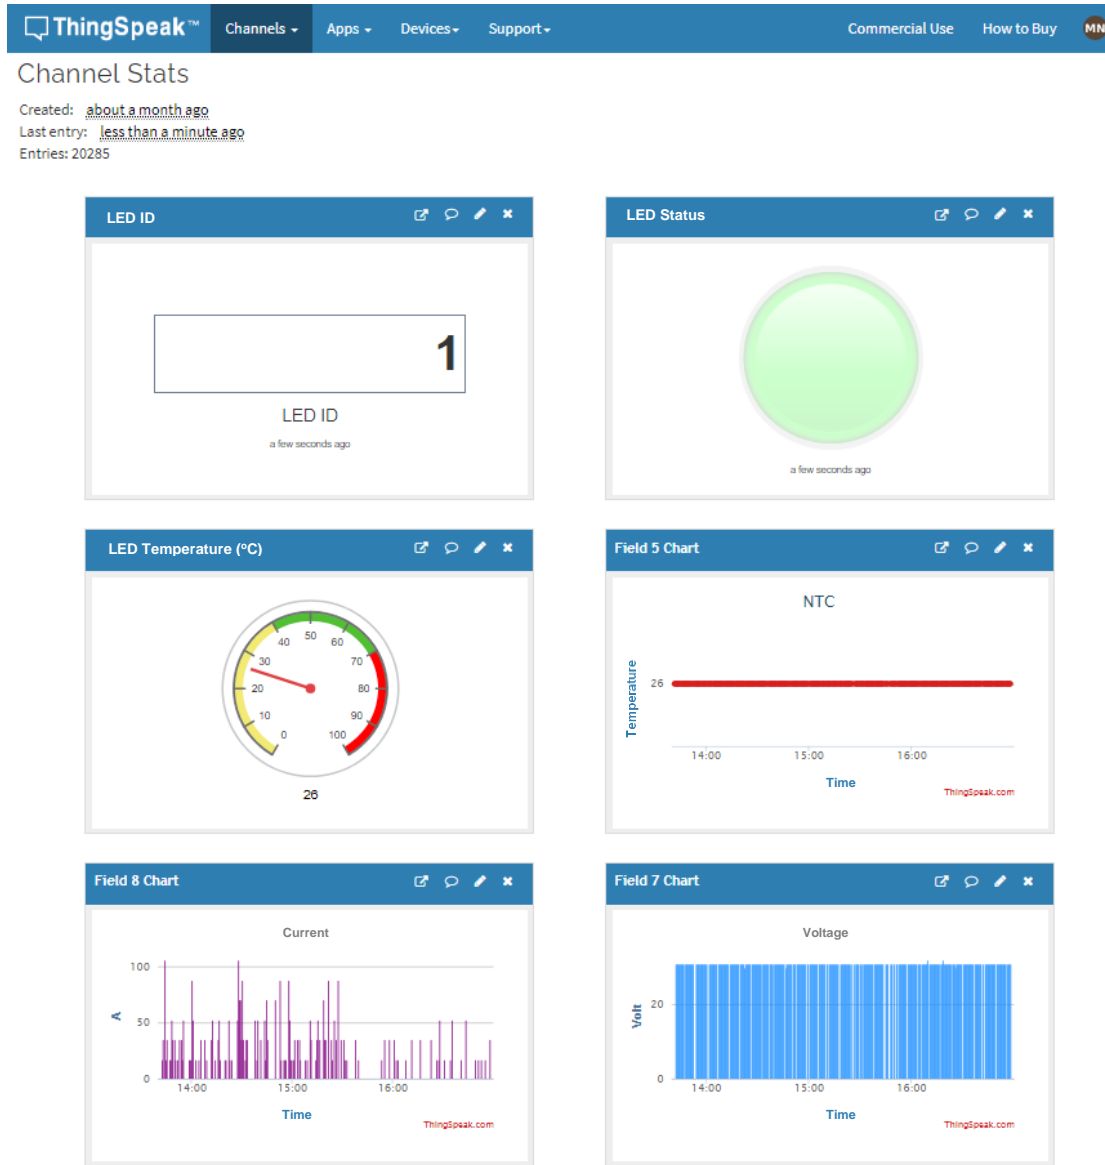 ThingSpeak™ Channels Apps Devices Support Commercial Use How to Buy MN
Channel Stats
Created: about a month ago
Last entry: less than a minute ago
Entries: 20285
LED ID
1
LED ID
a few seconds ago
LED Status
a few seconds ago
LED Temperature (°C)
0
10
20
30
40
50
60
70
80
90
100
26
Field 5 Chart
NTC
Temperature
26
14:00 15:00 16:00
Time
ThingSpeak.com
Field 8 Chart
Current
A
100
50
0
14:00 15:00 16:00
Time
ThingSpeak.com
Field 7 Chart
Voltage
Volt
20
0
14:00 15:00 16:00
Time
ThingSpeak.com